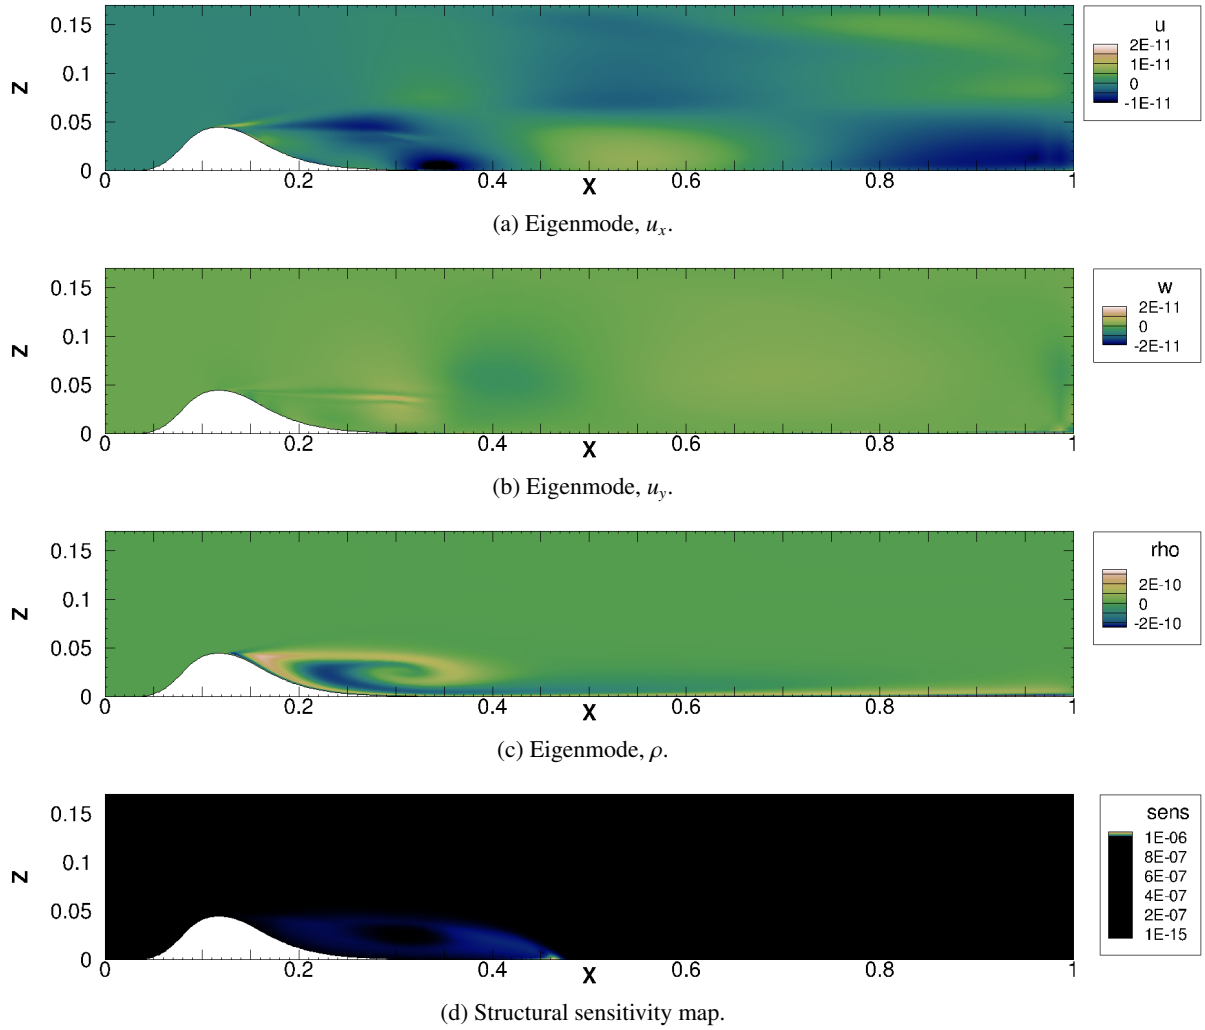 0.15
0.1
0.05
0
Z
0 0.2 0.4 0.6 0.8 1
X
u
2E-11
1E-11
0
-1E-11
(a) Eigenmode, uₓ.
0.15
0.1
0.05
0
Z
0 0.2 0.4 0.6 0.8 1
X
w
2E-11
0
-2E-11
(b) Eigenmode, u_y.
0.15
0.1
0.05
0
Z
0 0.2 0.4 0.6 0.8 1
X
rho
2E-10
0
-2E-10
(c) Eigenmode, ρ.
0.15
0.1
0.05
0
Z
0 0.2 0.4 0.6 0.8 1
X
sens
1E-06
8E-07
6E-07
4E-07
2E-07
1E-15
(d) Structural sensitivity map.